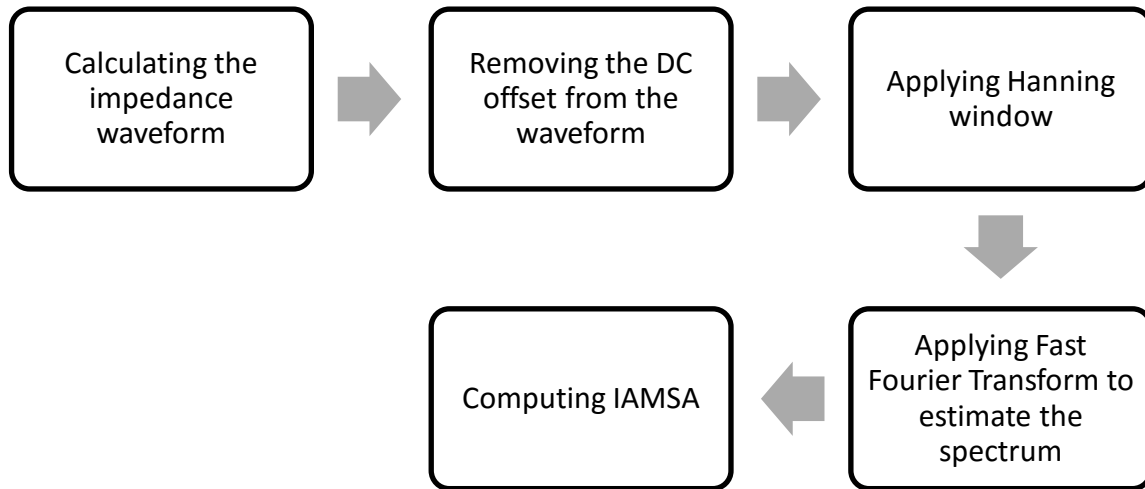 Calculating the
impedance
waveform
Removing the DC
offset from the
waveform
Applying Hanning
window
Applying Fast
Fourier Transform to
estimate the
spectrum
Computing IAMSA